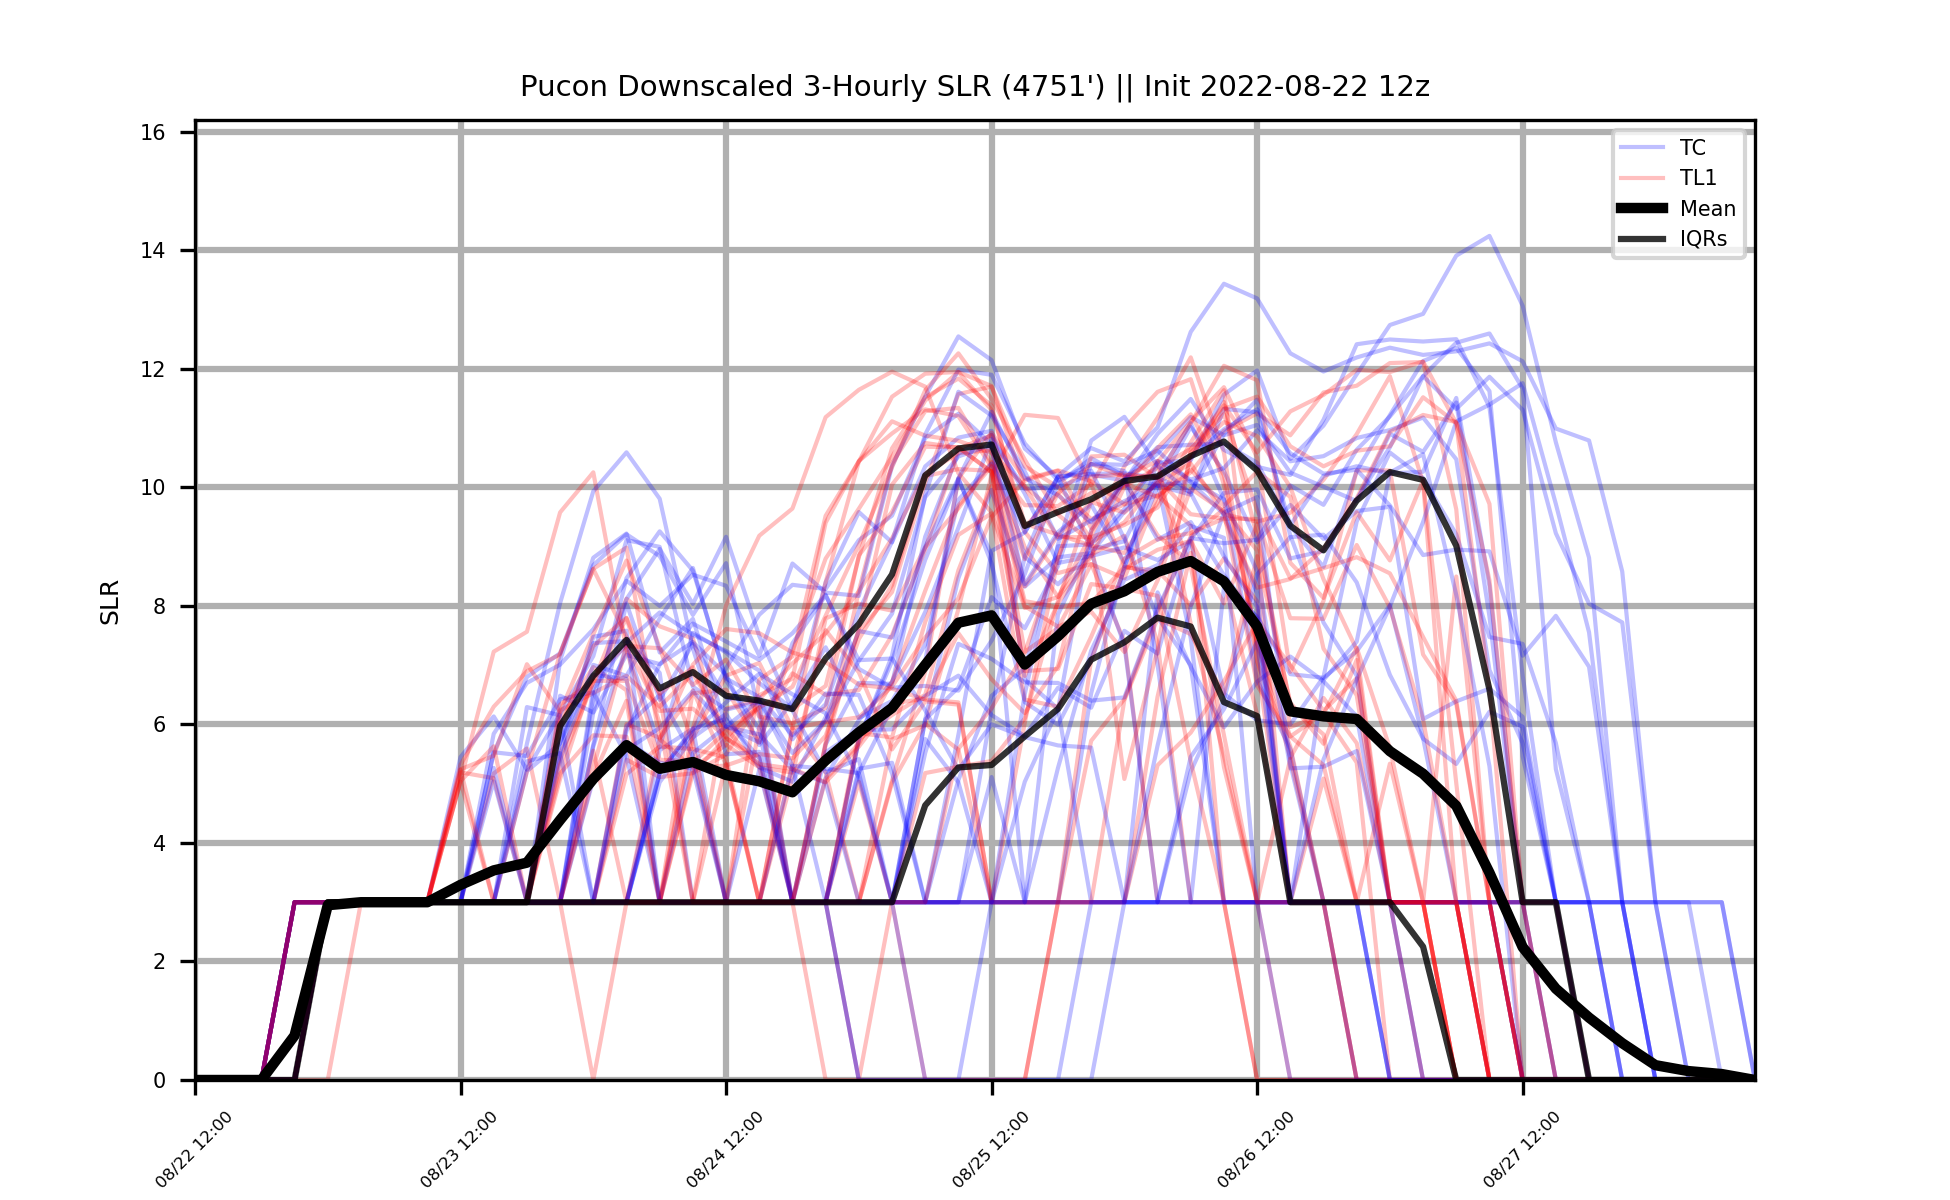 Pucon Downscaled 3-Hourly SLR (4751') || Init 2022-08-22 12z
TC
TL1
Mean
IQRs
SLR
16
14
12
10
8
6
4
2
0
08/22 12:00
08/23 12:00
08/24 12:00
08/25 12:00
08/26 12:00
08/27 12:00